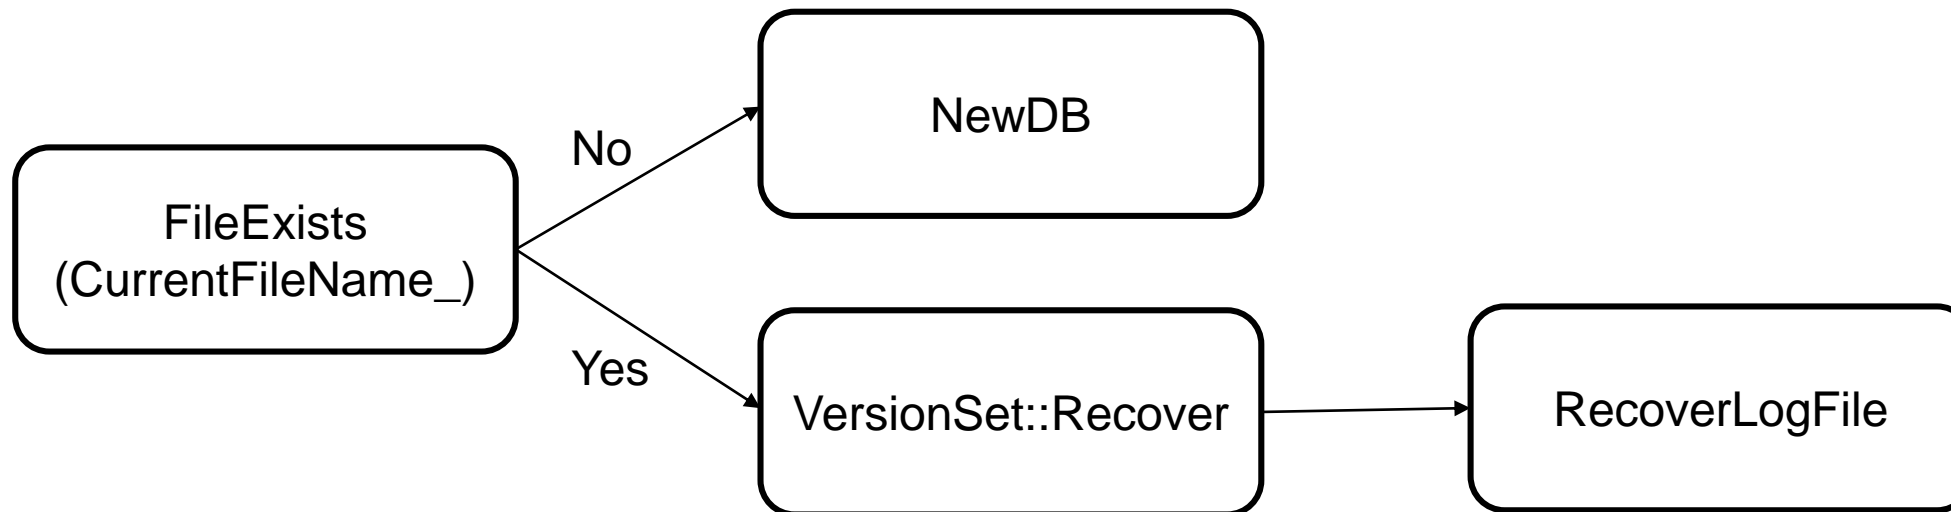 FileExists
(CurrentFileName_)
No
Yes
NewDB
VersionSet::Recover
RecoverLogFile